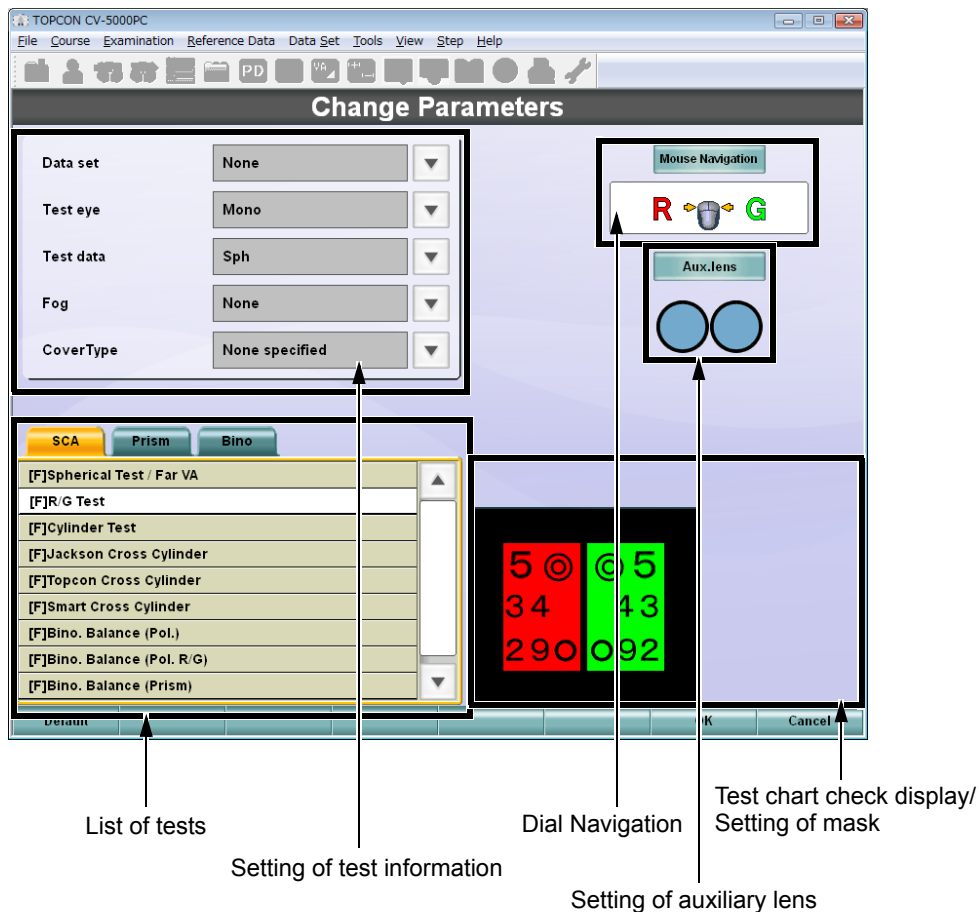 TOPCON CV-5000PC
File Course Examination Reference Data Data Set Tools View Step Help
PD VA
Change Parameters
Data set None
Test eye Mono
Test data Sph
Fog None
CoverType None specified
Mouse Navigation
R G
Aux.lens
SCA Prism Bino
[F]Spherical Test / Far VA
[F]R/G Test
[F]Cylinder Test
[F]Jackson Cross Cylinder
[F]Topcon Cross Cylinder
[F]Smart Cross Cylinder
[F]Bino. Balance (Pol.)
[F]Bino. Balance (Pol. R/G)
[F]Bino. Balance (Prism)
5 5
34 43
29 92
Default OK Cancel
List of tests
Setting of test information
Dial Navigation
Setting of auxiliary lens
Test chart check display/
Setting of mask